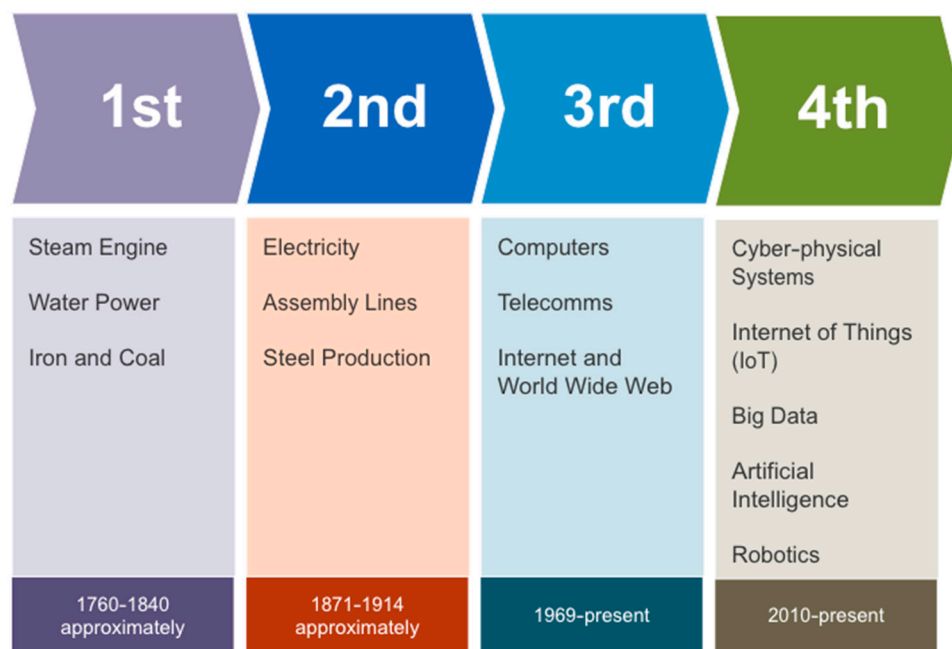 1st
2nd
3rd
4th
Steam Engine
Water Power
Iron and Coal
1760-1840
approximately
Electricity
Assembly Lines
Steel Production
1871-1914
approximately
Computers
Telecomms
Internet and
World Wide Web
1969-present
Cyber-physical
Systems
Internet of Things
(IoT)
Big Data
Artificial
Intelligence
Robotics
2010-present